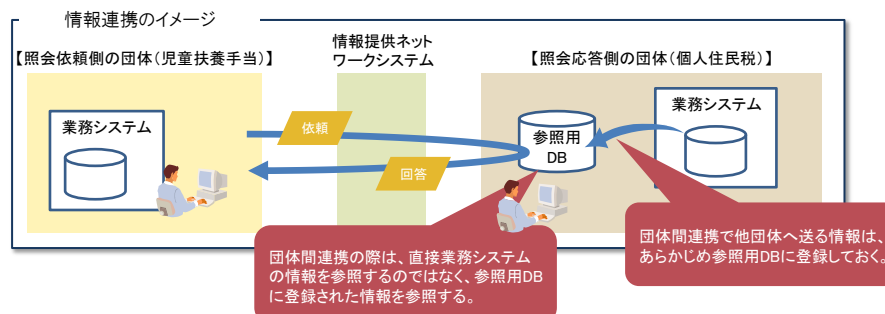 情報連携のイメージ
【照会依頼側の団体(児童扶養手当)】
情報提供ネット
ワークシステム
【照会応答側の団体(個人住民税)】
業務システム
依頼
回答
参照用
DB
業務システム
団体間連携の際は、直接業務システム
の情報を参照するのではなく、参照用DB
に登録された情報を参照する。
団体間連携で他団体へ送る情報は、
あらかじめ参照用DBに登録しておく。